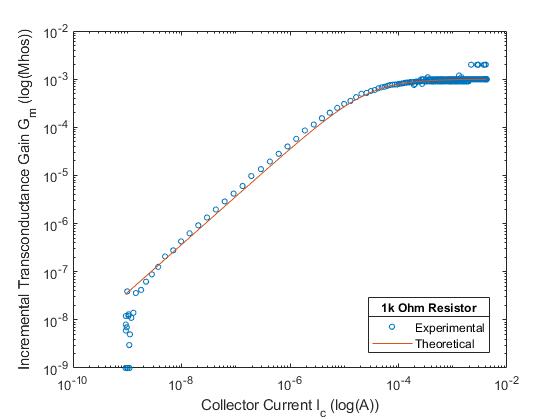 10^-2
10^-3
10^-4
10^-5
10^-6
10^-7
10^-8
10^-9
Incremental Transconductance Gain G_m (log(Mhos)
10^-10
10^-8
10^-6
10^-4
10^-2
Collector Current I_c (log(A))
1k Ohm Resistor
Experimental
Theoretical